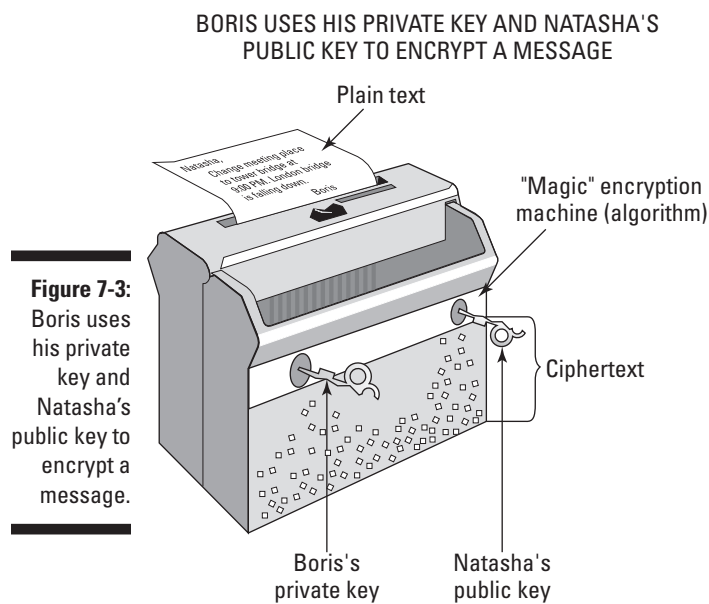 BORIS USES HIS PRIVATE KEY AND NATASHA'S
PUBLIC KEY TO ENCRYPT A MESSAGE
Plain text
Natasha,
Change meeting place
to tower bridge at
9:00 PM. London bridge
is falling down.
Boris
"Magic" encryption
machine (algorithm)
Figure 7-3:
Boris uses
his private
key and
Natasha's
public key to
encrypt a
message.
Ciphertext
Boris's
private key
Natasha's
public key